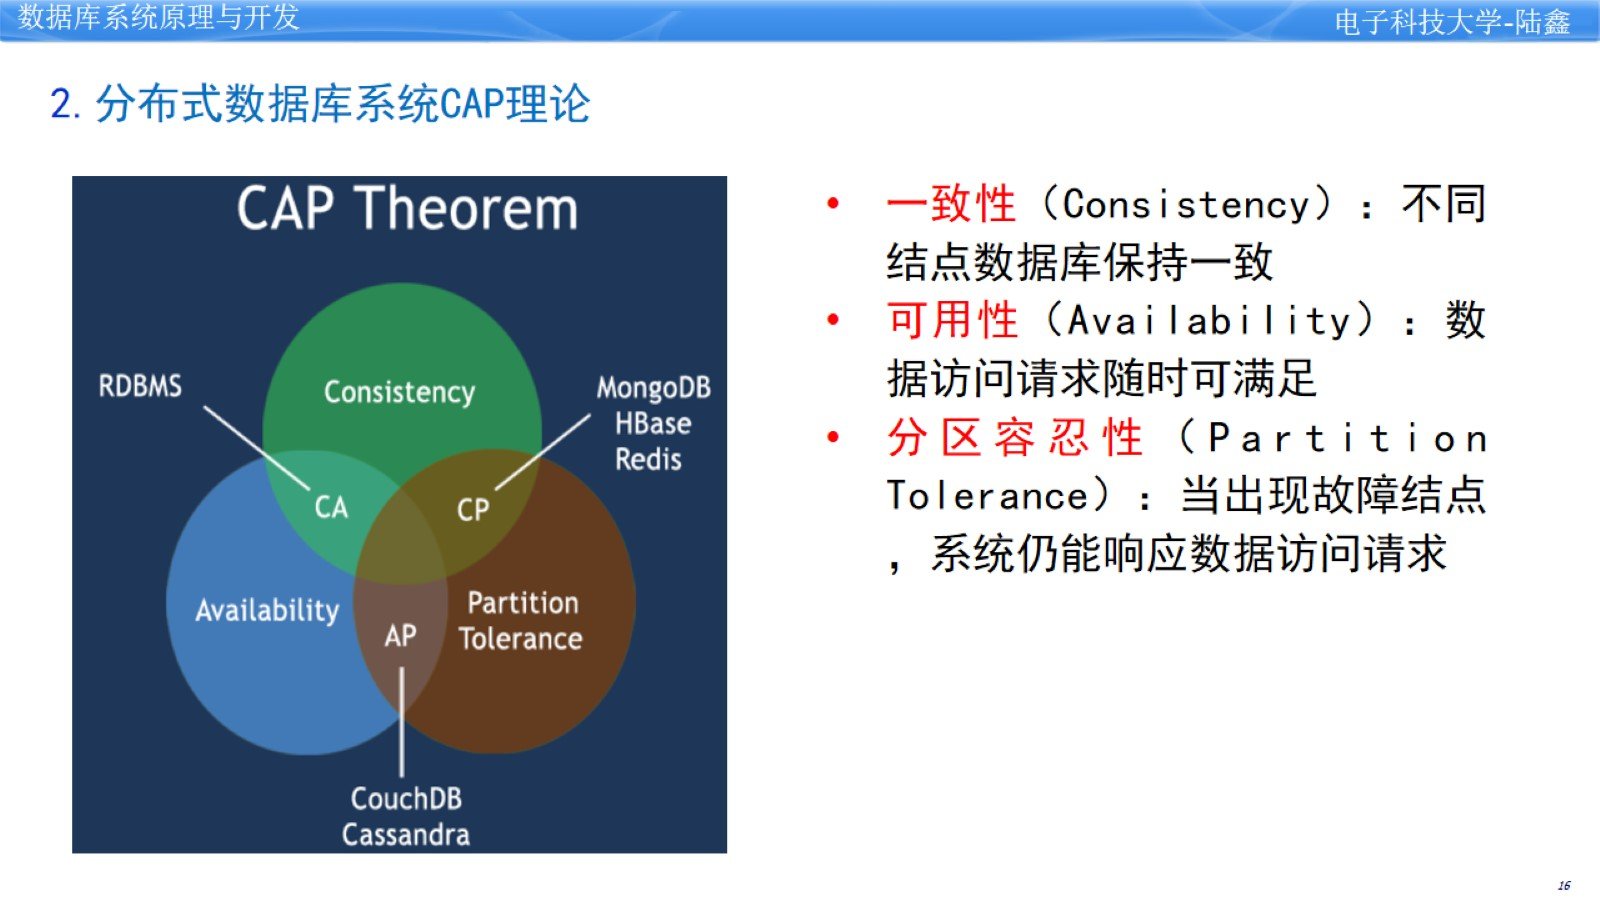 数据库系统原理与开发
电子科技大学-陆鑫
2. 分布式数据库系统CAP理论
CAP Theorem
RDBMS
Consistency
MongoDB
HBase
Redis
CA
CP
Availability
Partition
Tolerance
AP
CouchDB
Cassandra
• 一致性（Consistency）：不同
结点数据库保持一致
• 可用性（Availability）：数
据访问请求随时可满足
• 分区容忍性（Partition
Tolerance）：当出现故障结点
，系统仍能响应数据访问请求
16